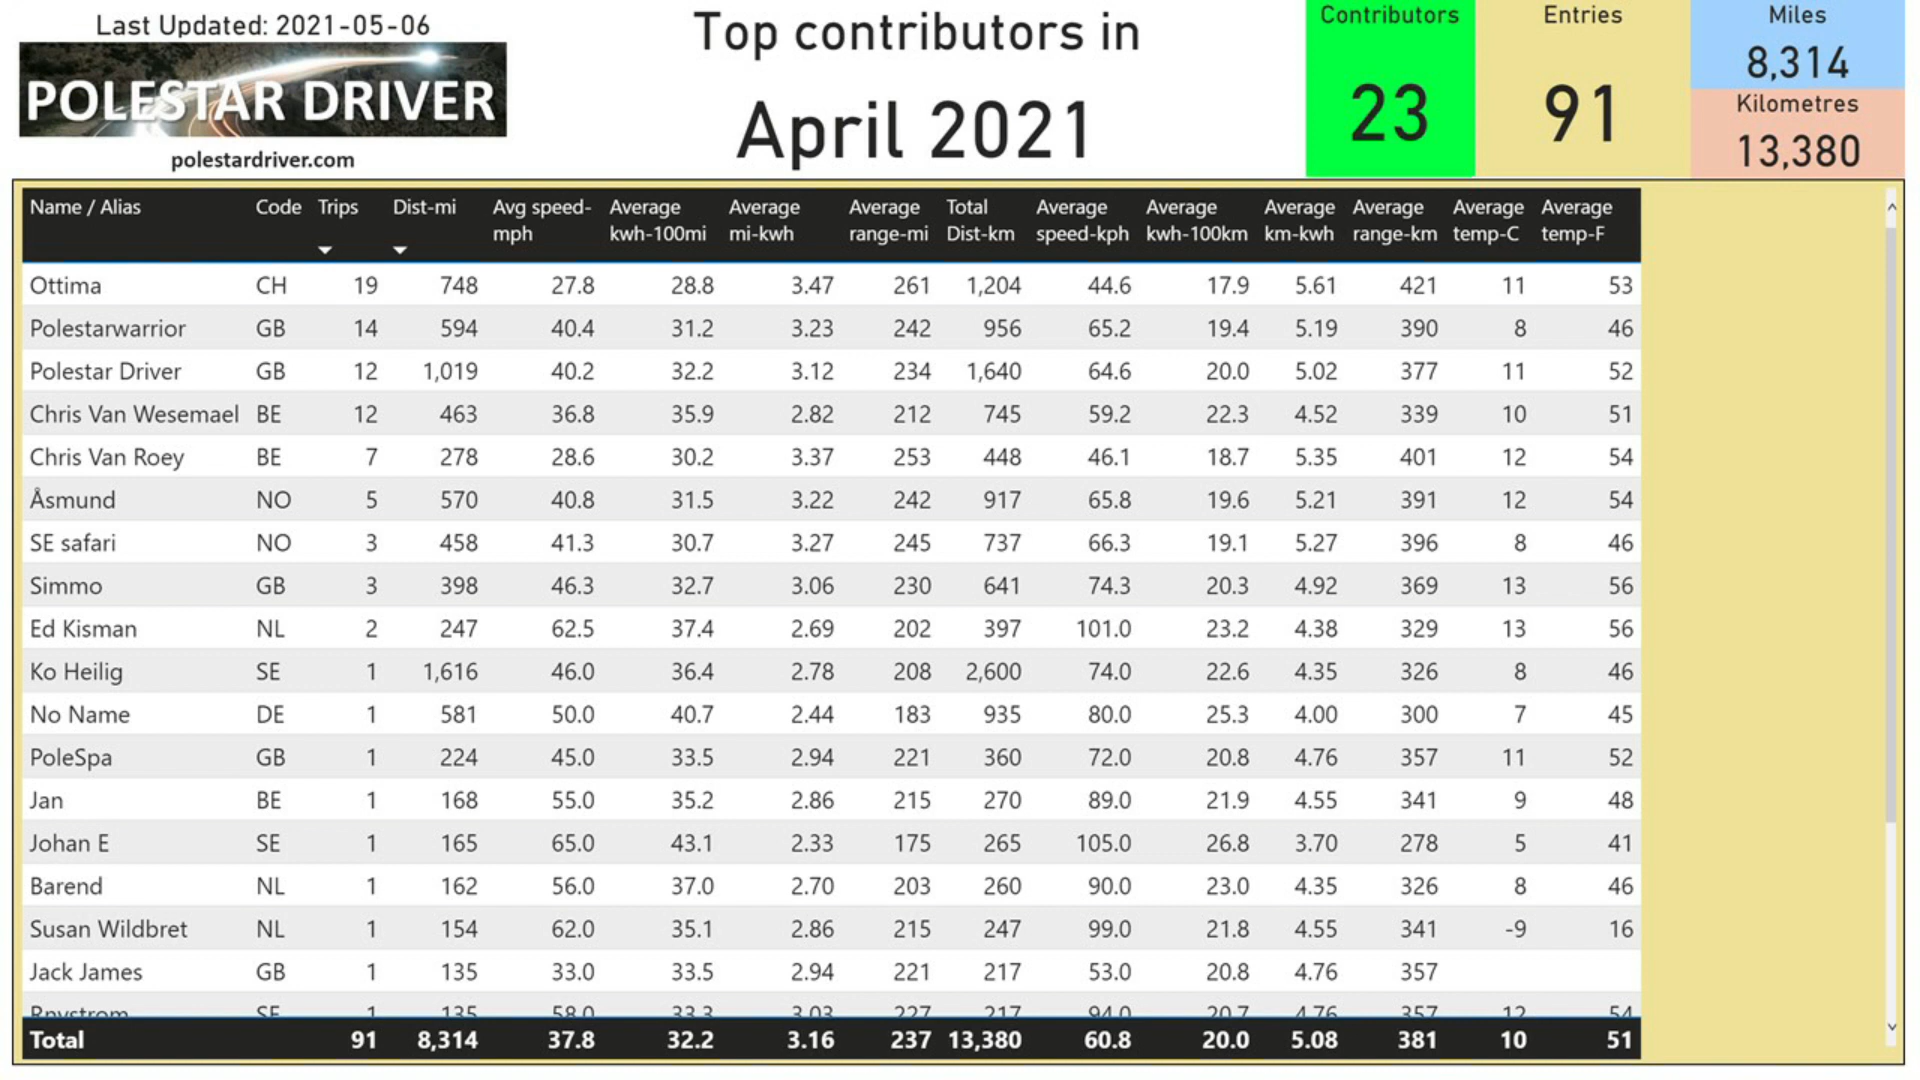 Last Updated: 2021-05-06
POLESTAR DRIVER
polestardriver.com
Top contributors in
April 2021
Contributors
23
Entries
91
Miles
8,314
Kilometres
13,380
Name / Alias Code Trips Dist-mi Avg speed-mph Average kwh-100mi Average mi-kwh Average range-mi Total Dist-km Average speed-kph Average kwh-100km Average km-kwh Average range-km Average temp-C Average temp-F
Ottima CH 19 748 27.8 28.8 3.47 261 1,204 44.6 17.9 5.61 421 11 53
Polestarwarrior GB 14 594 40.4 31.2 3.23 242 956 65.2 19.4 5.19 390 8 46
Polestar Driver GB 12 1,019 40.2 32.2 3.12 234 1,640 64.6 20.0 5.02 377 11 52
Chris Van Wesemael BE 12 463 36.8 35.9 2.82 212 745 59.2 22.3 4.52 339 10 51
Chris Van Roey BE 7 278 28.6 30.2 3.37 253 448 46.1 18.7 5.35 401 12 54
Åsmund NO 5 570 40.8 31.5 3.22 242 917 65.8 19.6 5.21 391 12 54
SE safari NO 3 458 41.3 30.7 3.27 245 737 66.3 19.1 5.27 396 8 46
Simmo GB 3 398 46.3 32.7 3.06 230 641 74.3 20.3 4.92 369 13 56
Ed Kisman NL 2 247 62.5 37.4 2.69 202 397 101.0 23.2 4.38 329 13 56
Ko Heilig SE 1 1,616 46.0 36.4 2.78 208 2,600 74.0 22.6 4.35 326 8 46
No Name DE 1 581 50.0 40.7 2.44 183 935 80.0 25.3 4.00 300 7 45
PoleSpa GB 1 224 45.0 33.5 2.94 221 360 72.0 20.8 4.76 357 11 52
Jan BE 1 168 55.0 35.2 2.86 215 270 89.0 21.9 4.55 341 9 48
Johan E SE 1 165 65.0 43.1 2.33 175 265 105.0 26.8 3.70 278 5 41
Barend NL 1 162 56.0 37.0 2.70 203 260 90.0 23.0 4.35 326 8 46
Susan Wildbret NL 1 154 62.0 35.1 2.86 215 247 99.0 21.8 4.55 341 -9 16
Jack James GB 1 135 33.0 33.5 2.94 221 217 53.0 20.8 4.76 357
Rnystrom SE 1 135 58.0 33.3 3.03 227 217 94.0 20.7 4.76 357 12 54
Total 91 8,314 37.8 32.2 3.16 237 13,380 60.8 20.0 5.08 381 10 51